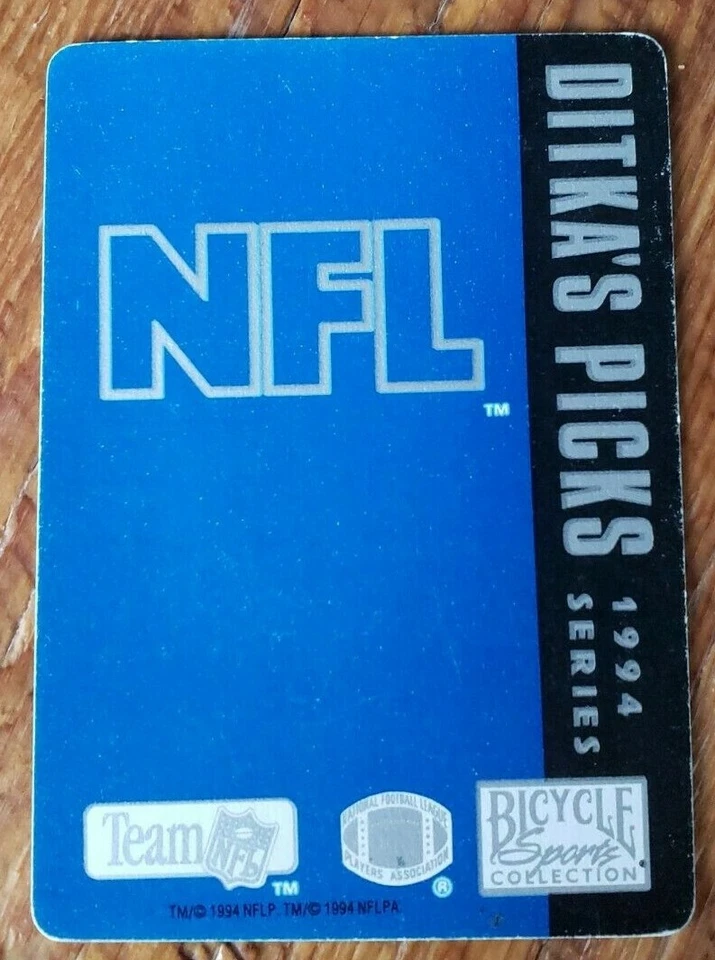 NFL
TM
DITKA'S PICKS
1994
SERIES
Team NFL
TM
NATIONAL FOOTBALL LEAGUE
PLAYERS ASSOCIATION
®
BICYCLE
Sports
COLLECTION
TM/© 1994 NFLP. TM/© 1994 NFLPA